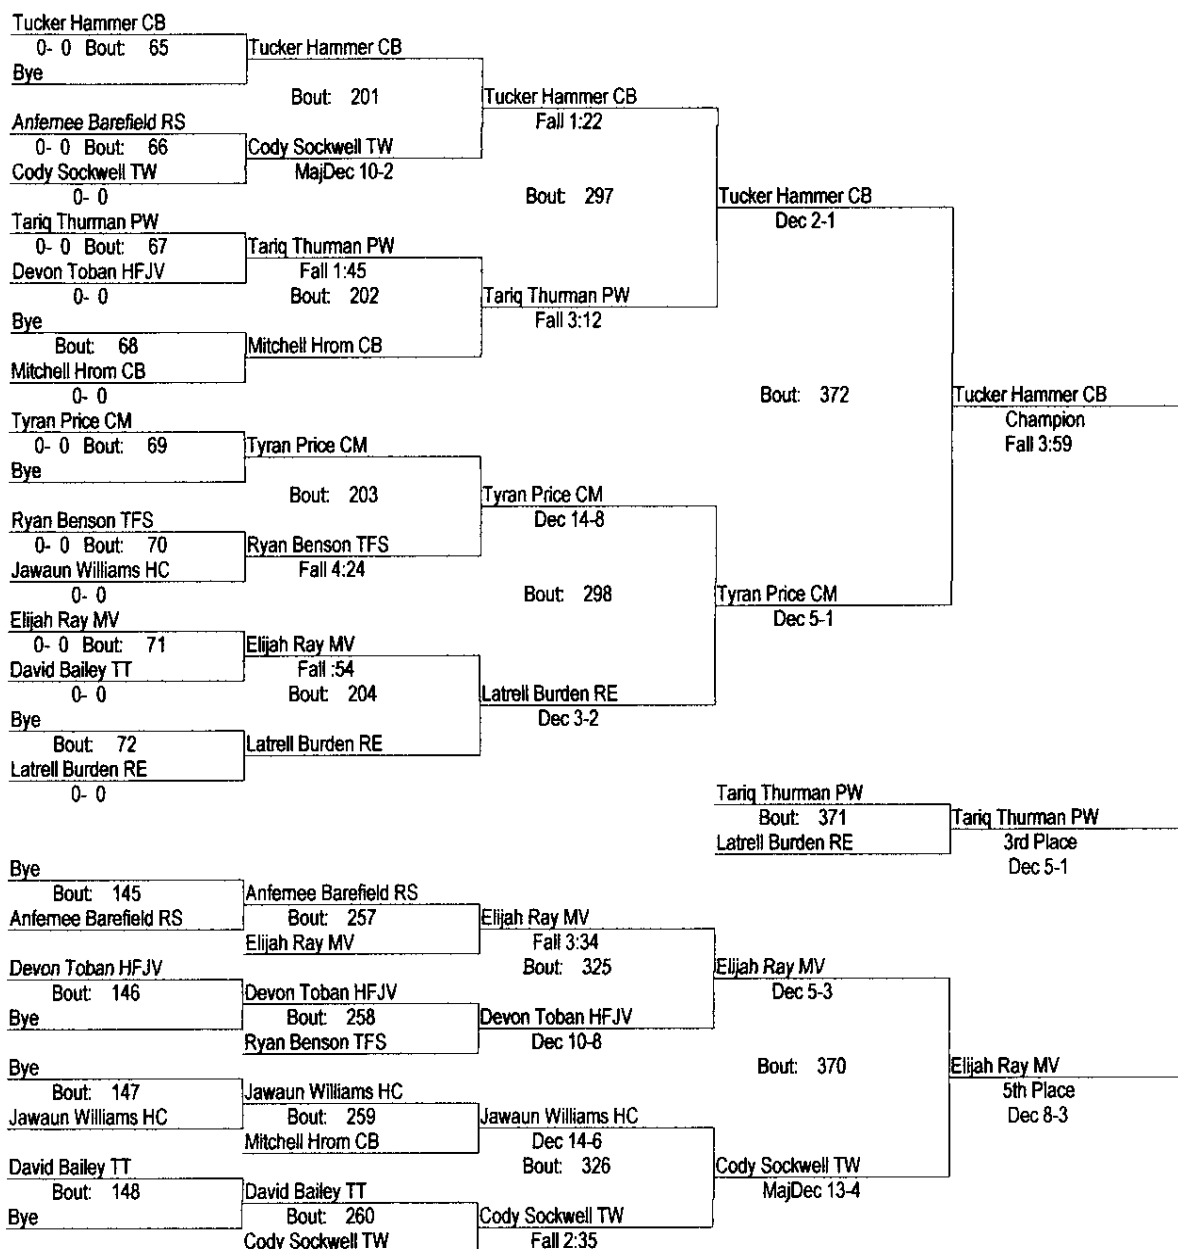 Tucker Hammer CB
0- 0 Bout: 65
Bye
Tucker Hammer CB
Bout: 201
Anfernee Barefield RS
0- 0 Bout: 66
Cody Sockwell TW
0- 0
Cody Sockwell TW
MajDec 10-2
Tucker Hammer CB
Fall 1:22
Bout: 297
Tariq Thurman PW
0- 0 Bout: 67
Devon Toban HFJV
0- 0
Tariq Thurman PW
Fall 1:45
Bout: 202
Bye
Bout: 68
Mitchell Hrom CB
0- 0
Mitchell Hrom CB
Tariq Thurman PW
Fall 3:12
Tucker Hammer CB
Dec 2-1
Bout: 372
Tucker Hammer CB
Champion
Fall 3:59
Tyran Price CM
0- 0 Bout: 69
Bye
Tyran Price CM
Bout: 203
Ryan Benson TFS
0- 0 Bout: 70
Jawaun Williams HC
0- 0
Ryan Benson TFS
Fall 4:24
Tyran Price CM
Dec 14-8
Bout: 298
Elijah Ray MV
0- 0 Bout: 71
David Bailey TT
0- 0
Elijah Ray MV
Fall :54
Bout: 204
Bye
Bout: 72
Latrell Burden RE
0- 0
Latrell Burden RE
Latrell Burden RE
Dec 3-2
Tyran Price CM
Dec 5-1
Tariq Thurman PW
Bout: 371
Latrell Burden RE
Tariq Thurman PW
3rd Place
Dec 5-1
Bye
Bout: 145
Anfernee Barefield RS
Anfernee Barefield RS
Bout: 257
Elijah Ray MV
Elijah Ray MV
Fall 3:34
Bout: 325
Devon Toban HFJV
Bout: 146
Bye
Devon Toban HFJV
Bout: 258
Ryan Benson TFS
Devon Toban HFJV
Dec 10-8
Elijah Ray MV
Dec 5-3
Bout: 370
Elijah Ray MV
5th Place
Dec 8-3
Bye
Bout: 147
Jawaun Williams HC
Jawaun Williams HC
Bout: 259
Mitchell Hrom CB
Jawaun Williams HC
Dec 14-6
Bout: 326
David Bailey TT
Bout: 148
Bye
David Bailey TT
Bout: 260
Cody Sockwell TW
Cody Sockwell TW
Fall 2:35
Cody Sockwell TW
MajDec 13-4